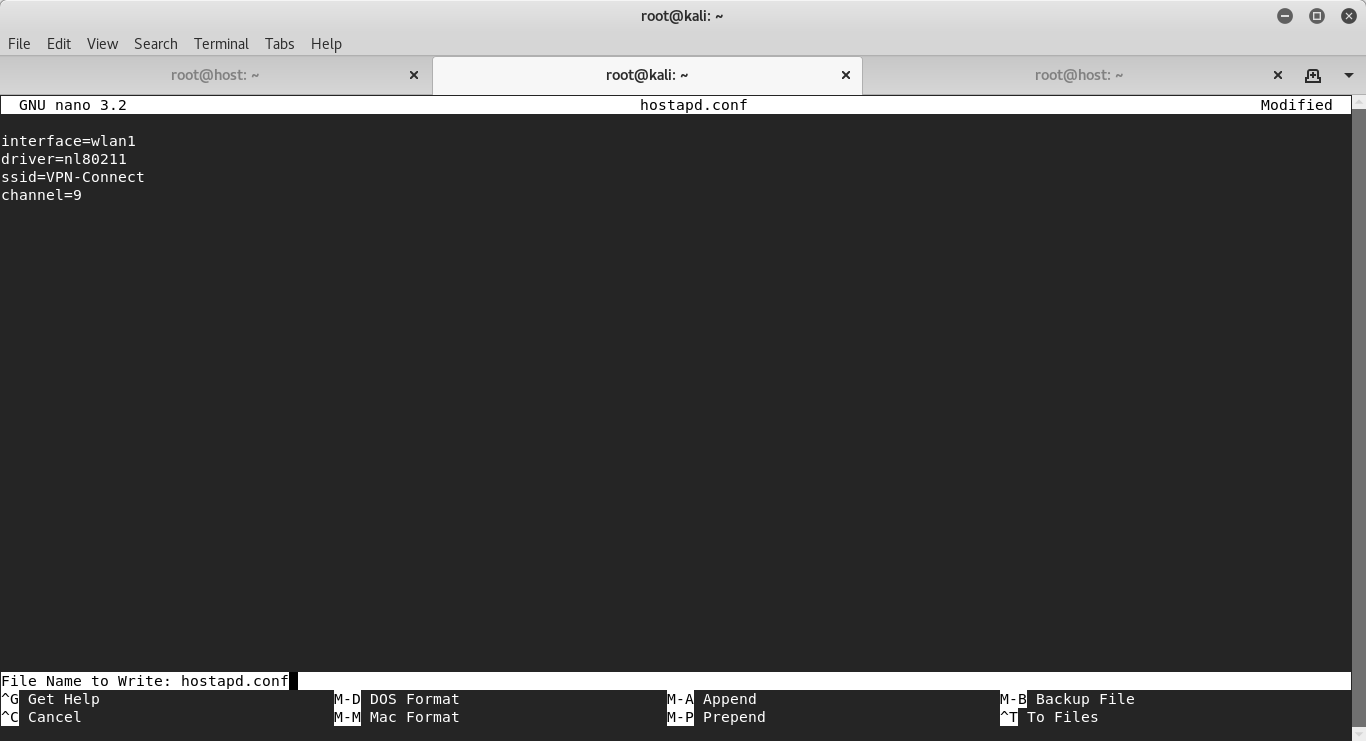 root@kali: ~
File Edit View Search Terminal Tabs Help
root@host: ~ root@kali: ~ root@host: ~
GNU nano 3.2 hostapd.conf Modified
interface=wlan1
driver=nl80211
ssid=VPN-Connect
channel=9
File Name to Write: hostapd.conf
^G Get Help M-D DOS Format M-A Append M-B Backup File
^C Cancel M-M Mac Format M-P Prepend ^T To Files